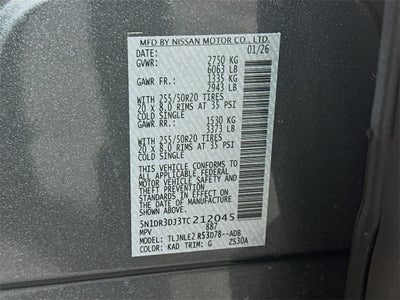 MFD BY NISSAN MOTOR CO., LTD.
DATE: 01/26
GVWR: 2750 KG
6063 LB
GAWR FR.: 1335 KG
2943 LB
WITH 255/50R20 TIRES
20 x 8.0 RIMS AT 35 PSI
COLD SINGLE
GAWR RR.: 1530 KG
3373 LB
WITH 255/50R20 TIRES
20 x 8.0 RIMS AT 35 PSI
COLD SINGLE
THIS VEHICLE CONFORMS TO
ALL APPLICABLE FEDERAL
MOTOR VEHICLE SAFETY
AND THEFT PREVENTION
STANDARDS IN EFFECT
ON THE DATE OF
MANUFACTURE SHOWN
ABOVE.
5N1DR3DJ3TC212045
MPV 887
MODEL: TLJNLEZ R53D78--ADB
COLOR: KAD TRIM: G ZS30A